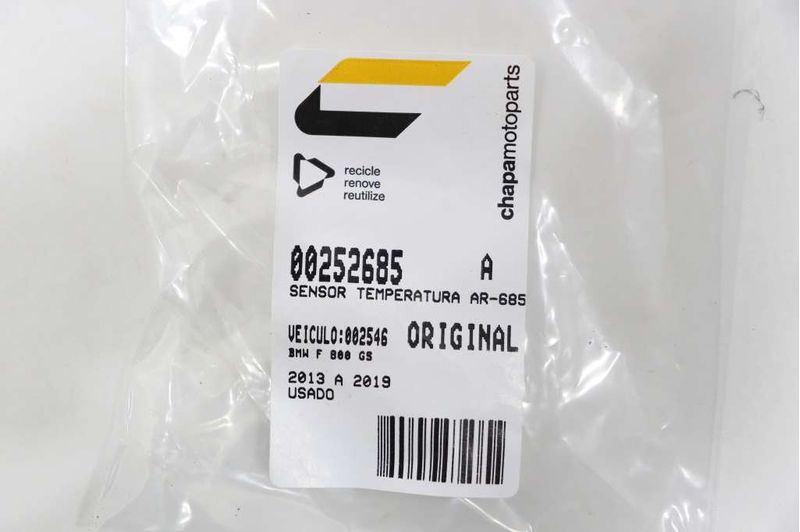 chapamotoparts
recicle
renove
reutilize
00252685 A
SENSOR TEMPERATURA AR-685
VEICULO:002546 ORIGINAL
BMW F 800 GS
2013 A 2019
USADO